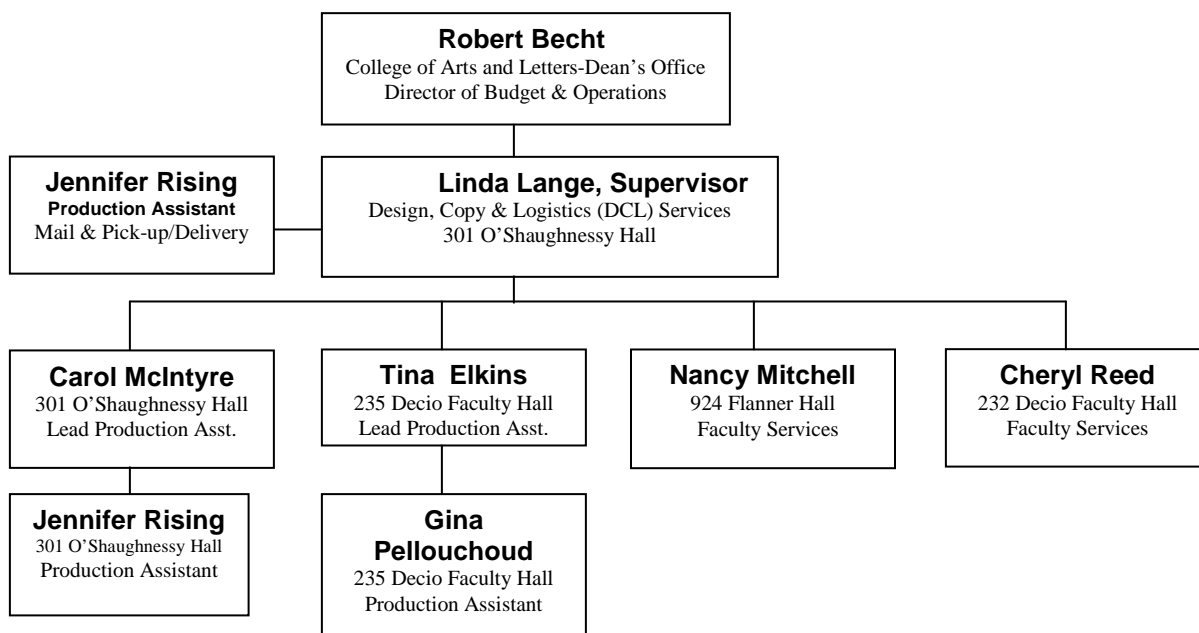 Robert Becht
College of Arts and Letters-Dean’s Office
Director of Budget & Operations
Jennifer Rising
Production Assistant
Mail & Pick-up/Delivery
Linda Lange, Supervisor
Design, Copy & Logistics (DCL) Services
301 O’Shaughnessy Hall
Carol McIntyre
301 O’Shaughnessy Hall
Lead Production Asst.
Tina Elkins
235 Decio Faculty Hall
Lead Production Asst.
Nancy Mitchell
924 Flanner Hall
Faculty Services
Cheryl Reed
232 Decio Faculty Hall
Faculty Services
Jennifer Rising
301 O’Shaughnessy Hall
Production Assistant
Gina
Pellouchoud
235 Decio Faculty Hall
Production Assistant